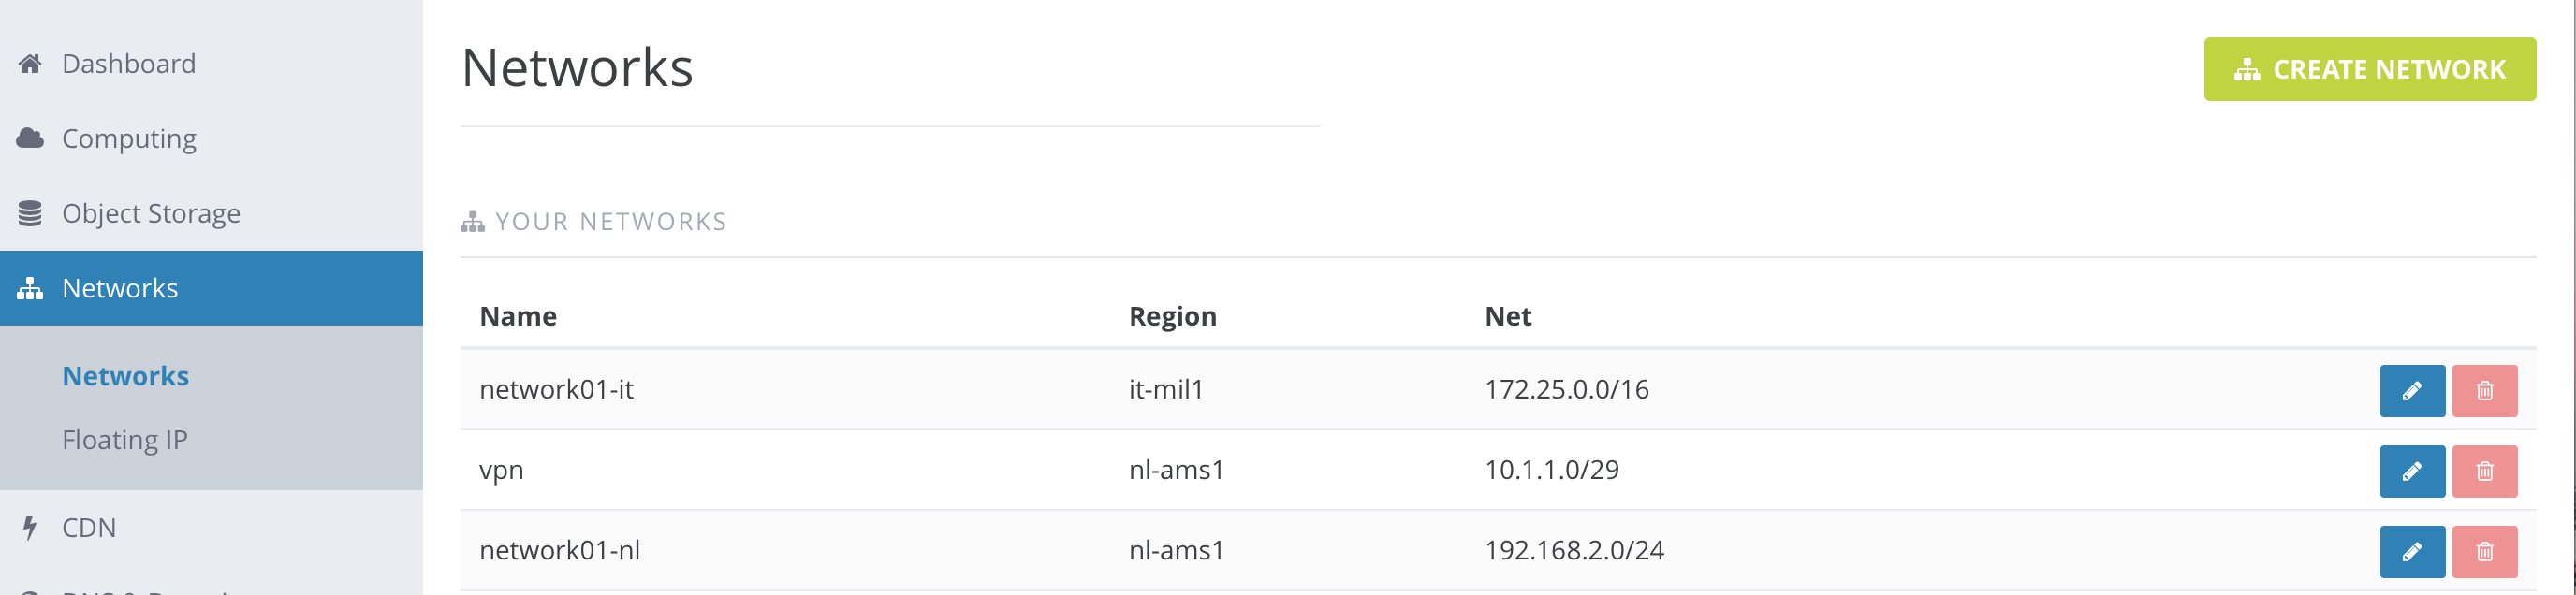 Dashboard
Computing
Object Storage
Networks
Networks
Floating IP
CDN
Networks
CREATE NETWORK
YOUR NETWORKS
Name Region Net
network01-it it-mil1 172.25.0.0/16
vpn nl-ams1 10.1.1.0/29
network01-nl nl-ams1 192.168.2.0/24